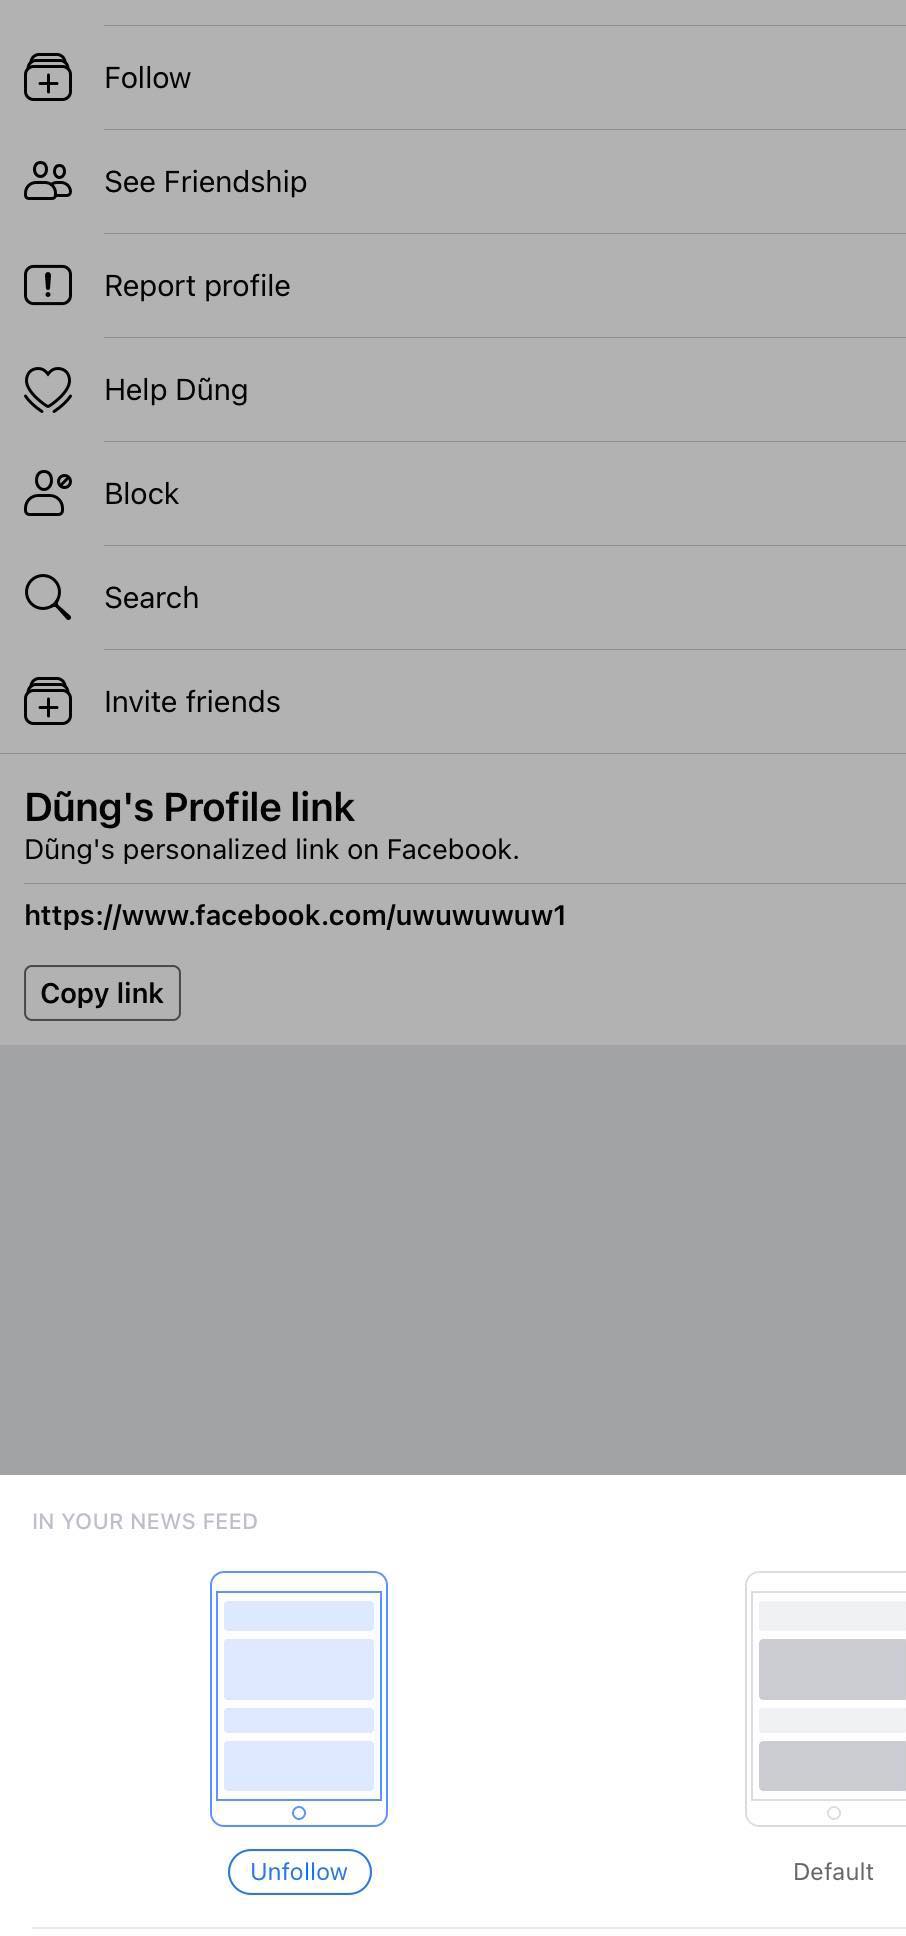 Follow
See Friendship
Report profile
Help Dũng
Block
Search
Invite friends
Dũng's Profile link
Dũng's personalized link on Facebook.
https://www.facebook.com/uwuwuwuw1
Copy link
IN YOUR NEWS FEED
Unfollow
Default